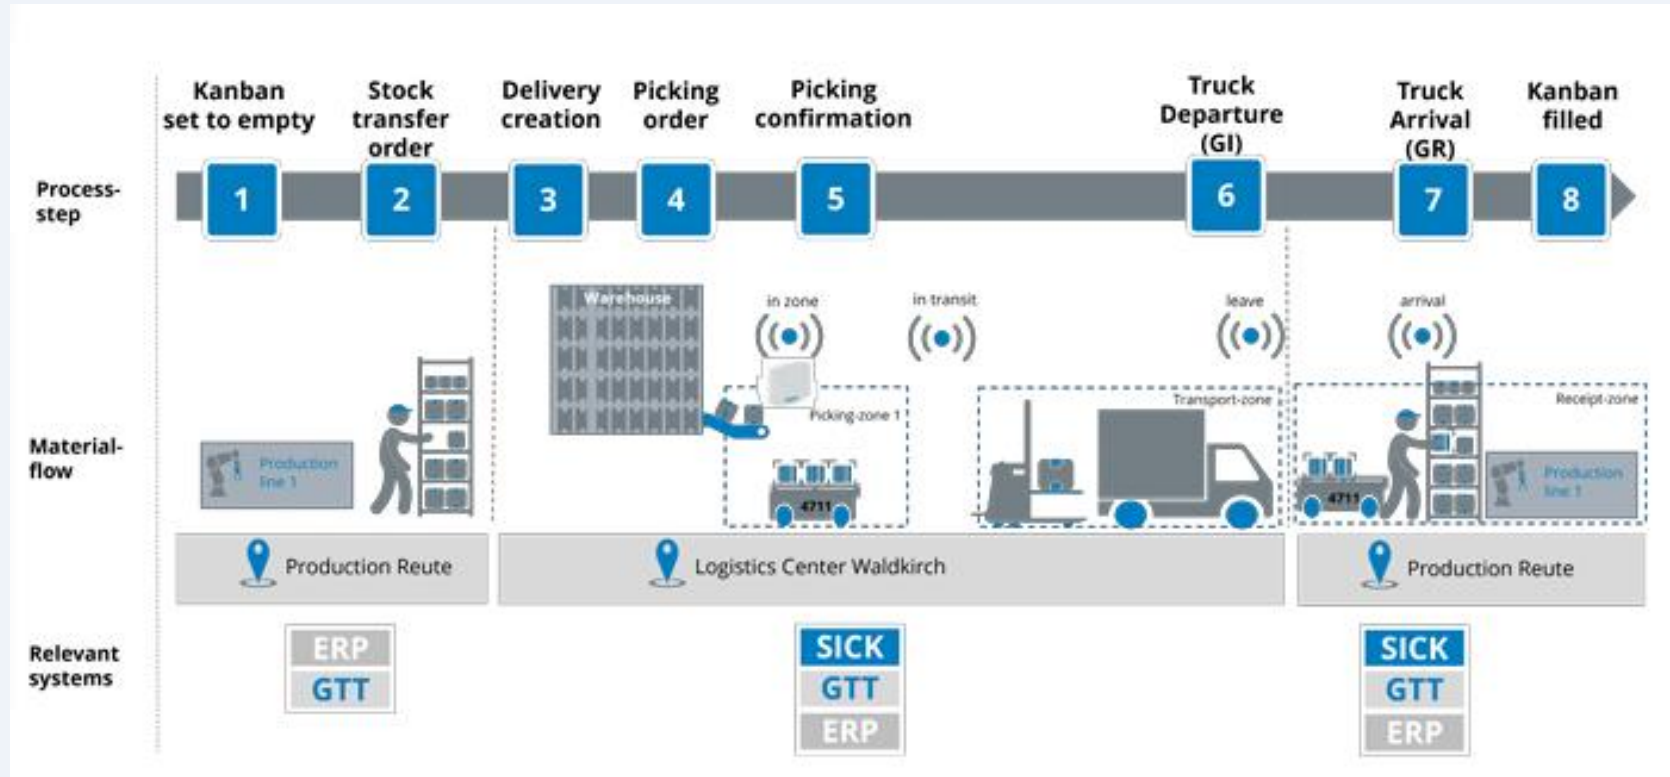 Kanban
set to empty
Stock
transfer
order
Delivery
creation
Picking
order
Picking
confirmation
Truck
Departure
(GI)
Truck
Arrival
(GR)
Kanban
filled
Process-
step
1
2
3
4
5
6
7
8
Material-
flow
Production
line 1
Warehouse
in zone
in transit
leave
arrival
Picking-zone 1
4711
Transport-zone
Receipt-zone
4711
Production
line 1
Production Reute
Logistics Center Waldkirch
Production Reute
Relevant
systems
ERP
GTT
SICK
GTT
ERP
SICK
GTT
ERP